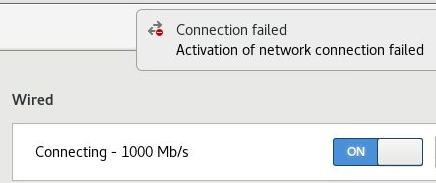 Connection failed
Activation of network connection failed
Wired
Connecting - 1000 Mb/s
ON